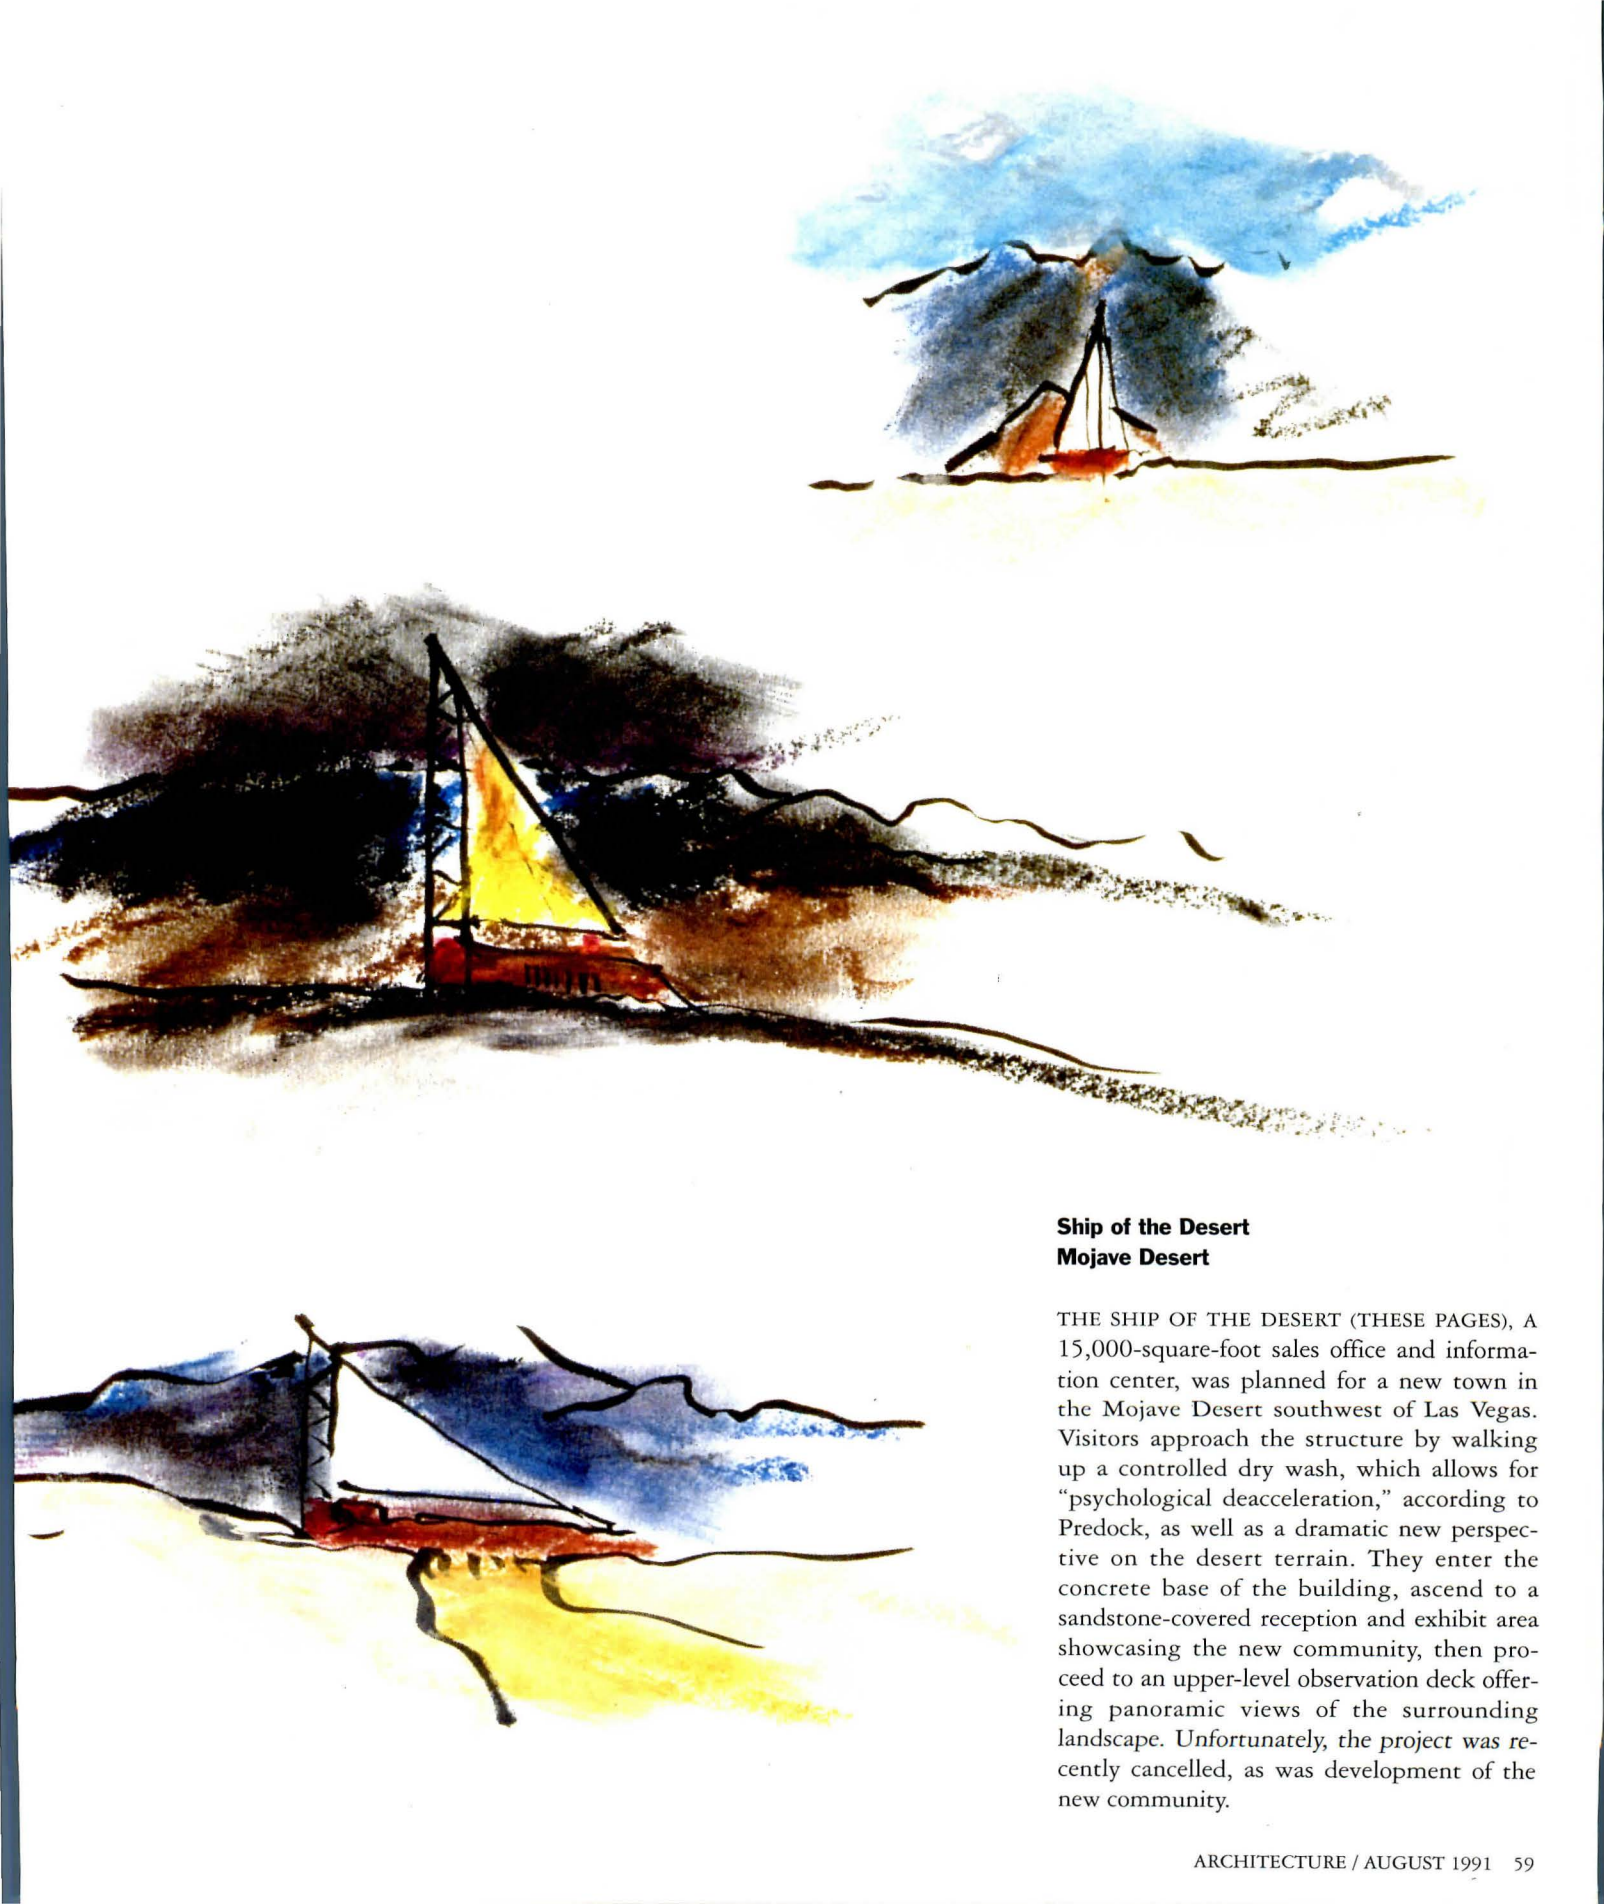 Ship of the Desert
Mojave Desert
THE SHIP OF THE DESERT (THESE PAGES), A
15,000-square-foot sales office and informa-
tion center, was planned for a new town in
the Mojave Desert southwest of Las Vegas.
Visitors approach the structure by walking
up a controlled dry wash, which allows for
“psychological deacceleration,” according to
Predock, as well as a dramatic new perspec-
tive on the desert terrain. They enter the
concrete base of the building, ascend to a
sandstone-covered reception and exhibit area
showcasing the new community, then pro-
ceed to an upper-level observation deck offer-
ing panoramic views of the surrounding
landscape. Unfortunately, the project was re-
cently cancelled, as was development of the
new community.
ARCHITECTURE / AUGUST 1991 59